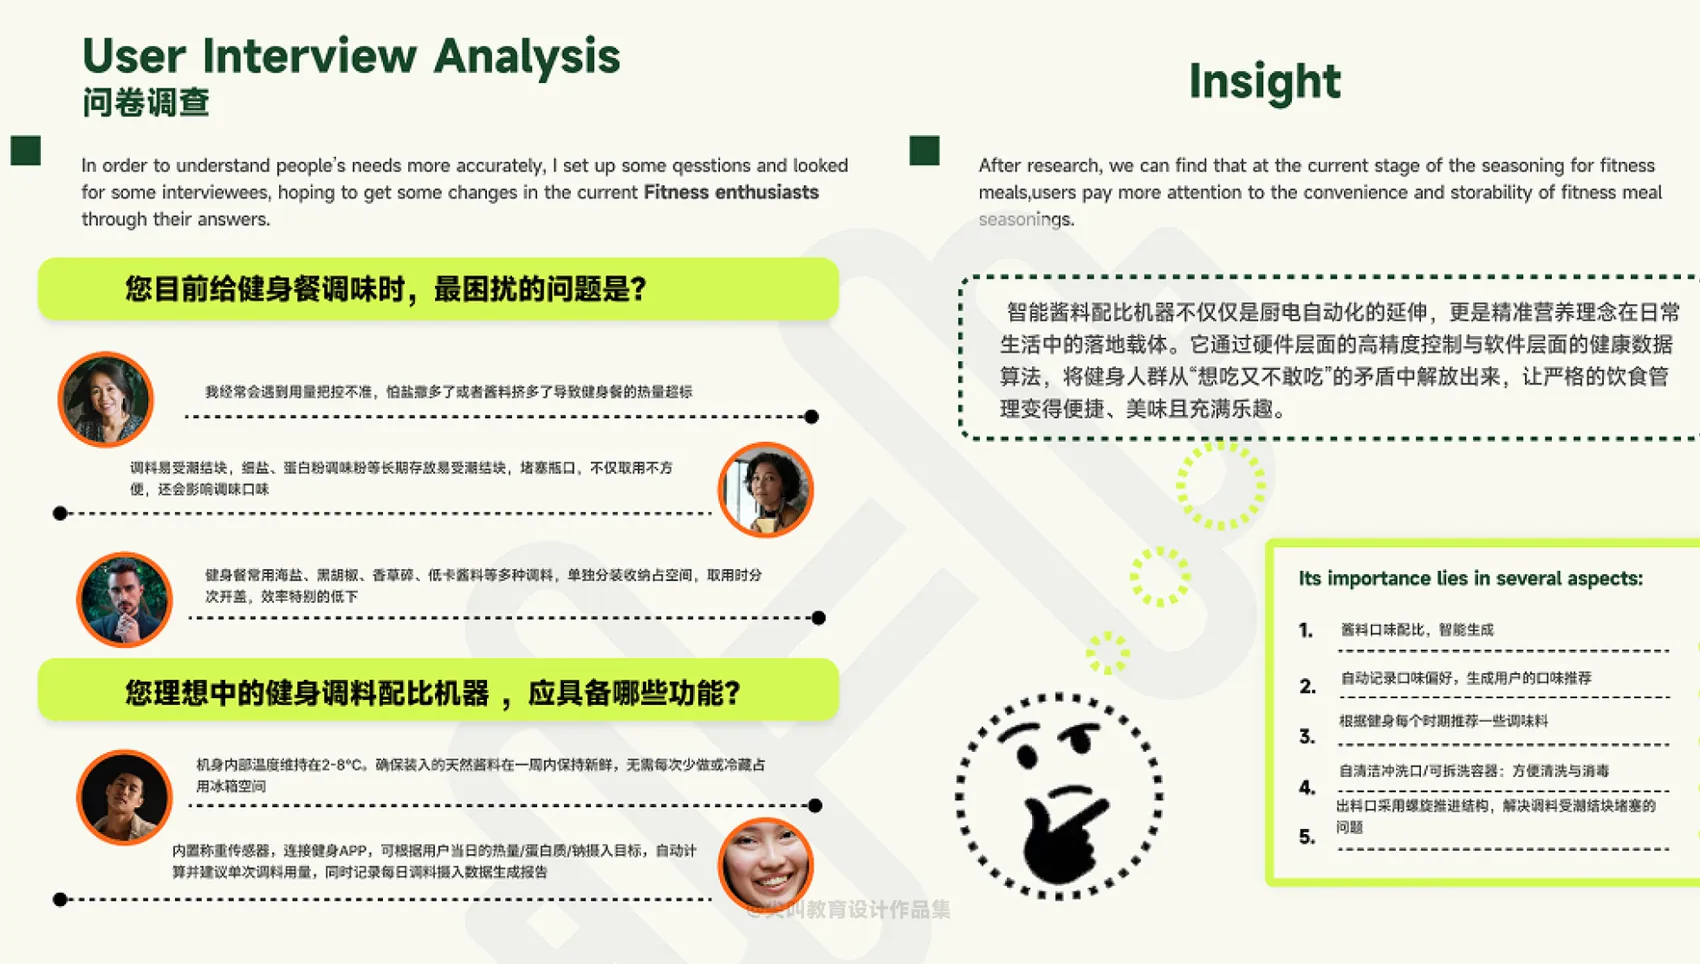 User Interview Analysis
问卷调查
In order to understand people's needs more accurately, I set up some qesstions and looked
for some interviewees, hoping to get some changes in the current Fitness enthusiasts
through their answers.
您目前给健身餐调味时，最困扰的问题是？
我经常会遇到用量把控不准，怕盐撒多了或者酱料挤多了导致健身餐的热量超标
调料易受潮结块，细盐、蛋白粉调味粉等长期存放易受潮结块，堵塞瓶口，不仅取用不方
便，还会影响调味口味
健身餐常用海盐、黑胡椒、香草碎、低卡酱料等多种调料，单独分装收纳占空间，取用时分
次开盖，效率特别的低下
您理想中的健身调料配比机器 ，应具备哪些功能？
机身内部温度维持在2-8°C。确保装入的天然酱料在一周内保持新鲜，无需每次少做或冷藏占
用冰箱空间
内置称重传感器，连接健身APP，可根据用户当日的热量/蛋白质/钠摄入目标，自动计
算并建议单次调料用量，同时记录每日调料摄入数据生成报告
Insight
After research, we can find that at the current stage of the seasoning for fitness
meals,users pay more attention to the convenience and storability of fitness meal
seasonings.
智能酱料配比机器不仅仅是厨电自动化的延伸，更是精准营养理念在日常
生活中的落地载体。它通过硬件层面的高精度控制与软件层面的健康数据
算法，将健身人群从“想吃又不敢吃”的矛盾中解放出来，让严格的饮食管
理变得便捷、美味且充满乐趣。
Its importance lies in several aspects:
1. 酱料口味配比，智能生成
2. 自动记录口味偏好，生成用户的口味推荐
3. 根据健身每个时期推荐一些调味料
4. 自清洁冲洗口/可拆洗容器：方便清洗与消毒
5. 出料口采用螺旋推进结构，解决调料受潮结块堵塞的
问题
@尖叫教育设计作品集